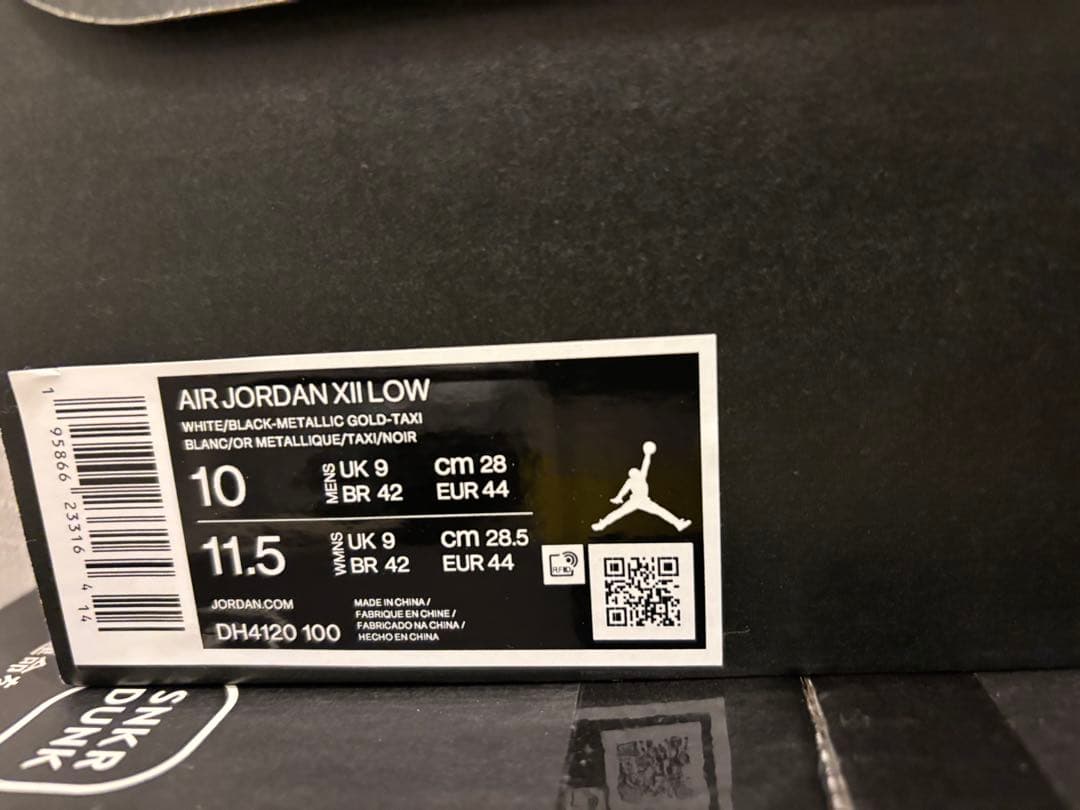 AIR JORDAN XII LOW
WHITE/BLACK-METALLIC GOLD-TAXI
BLANC/OR METALLIQUE/TAXI/NOIR
10 MENS UK 9 cm 28
BR 42 EUR 44
11.5 WMNS UK 9 cm 28.5
BR 42 EUR 44
RFID
JORDAN.COM
DH4120 100
MADE IN CHINA /
FABRIQUE EN CHINE /
FABRICADO NA CHINA /
HECHO EN CHINA
1 95866 23316 4 14
SNKR
DUNK